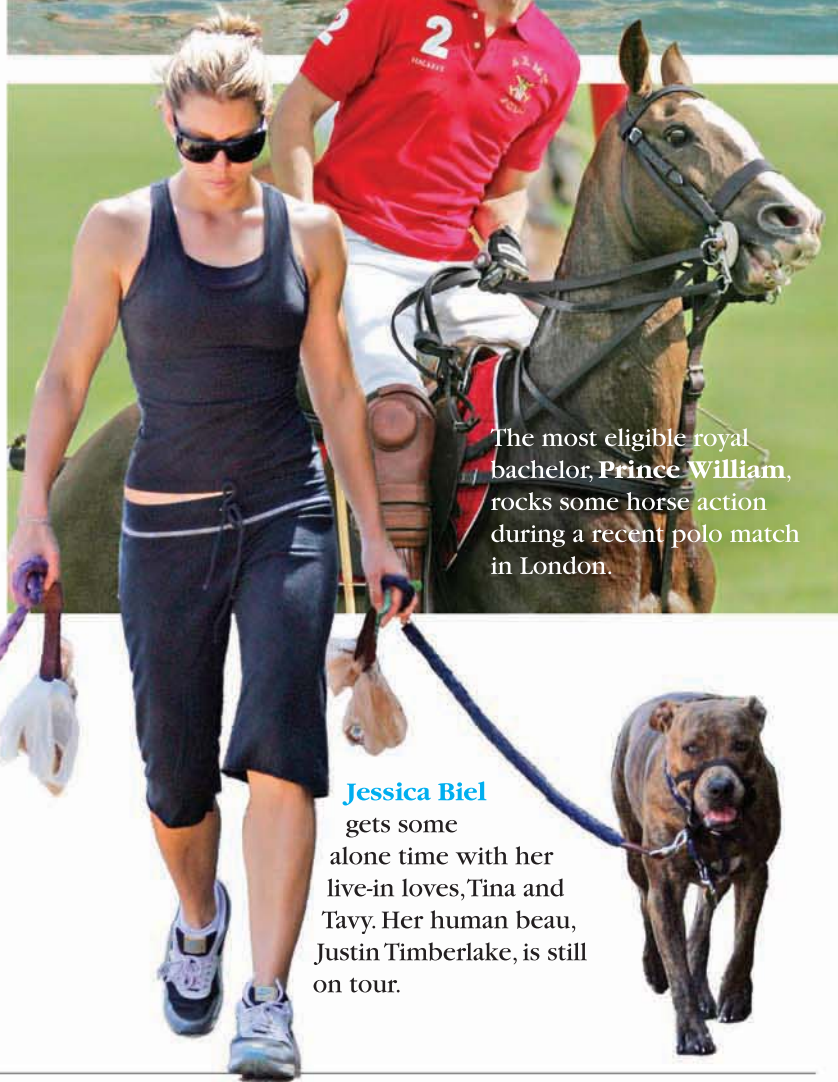 2
2
HACKETT
The most eligible royal
bachelor, Prince William,
rocks some horse action
during a recent polo match
in London.
Jessica Biel
gets some
alone time with her
live-in loves, Tina and
Tavy. Her human beau,
Justin Timberlake, is still
on tour.